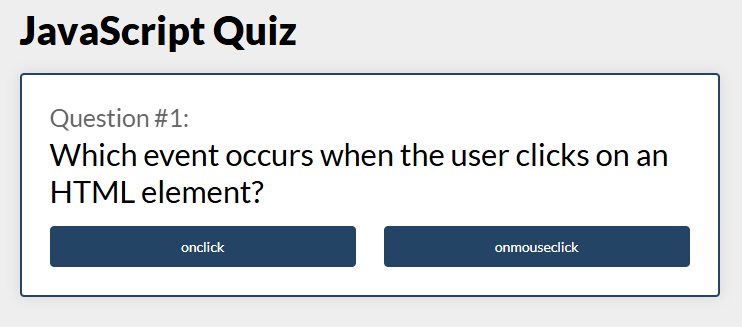 JavaScript Quiz
Question #1:
Which event occurs when the user clicks on an
HTML element?
onclick
onmouseclick